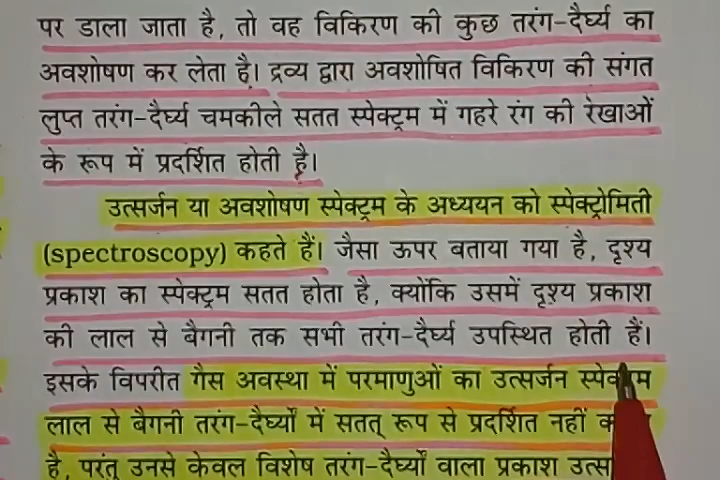 पर डाला जाता है, तो वह विकिरण की कुछ तरंग-दैर्घ्य का
अवशोषण कर लेता है। द्रव्य द्वारा अवशोषित विकिरण की संगत
लुप्त तरंग-दैर्घ्य चमकीले सतत स्पेक्ट्रम में गहरे रंग की रेखाओं
के रूप में प्रदर्शित होती है।
उत्सर्जन या अवशोषण स्पेक्ट्रम के अध्ययन को स्पेक्ट्रोमिती
(spectroscopy) कहते हैं। जैसा ऊपर बताया गया है, दृश्य
प्रकाश का स्पेक्ट्रम सतत होता है, क्योंकि उसमें दृश्य प्रकाश
की लाल से बैगनी तक सभी तरंग-दैर्घ्य उपस्थित होती हैं।
इसके विपरीत गैस अवस्था में परमाणुओं का उत्सर्जन
लाल से बैगनी तरंग-दैर्घ्यों में सतत् रूप से प्रदर्शित नहीं
है, परंतु उनसे केवल विशेष तरंग-दैर्घ्यों वाला प्रकाश